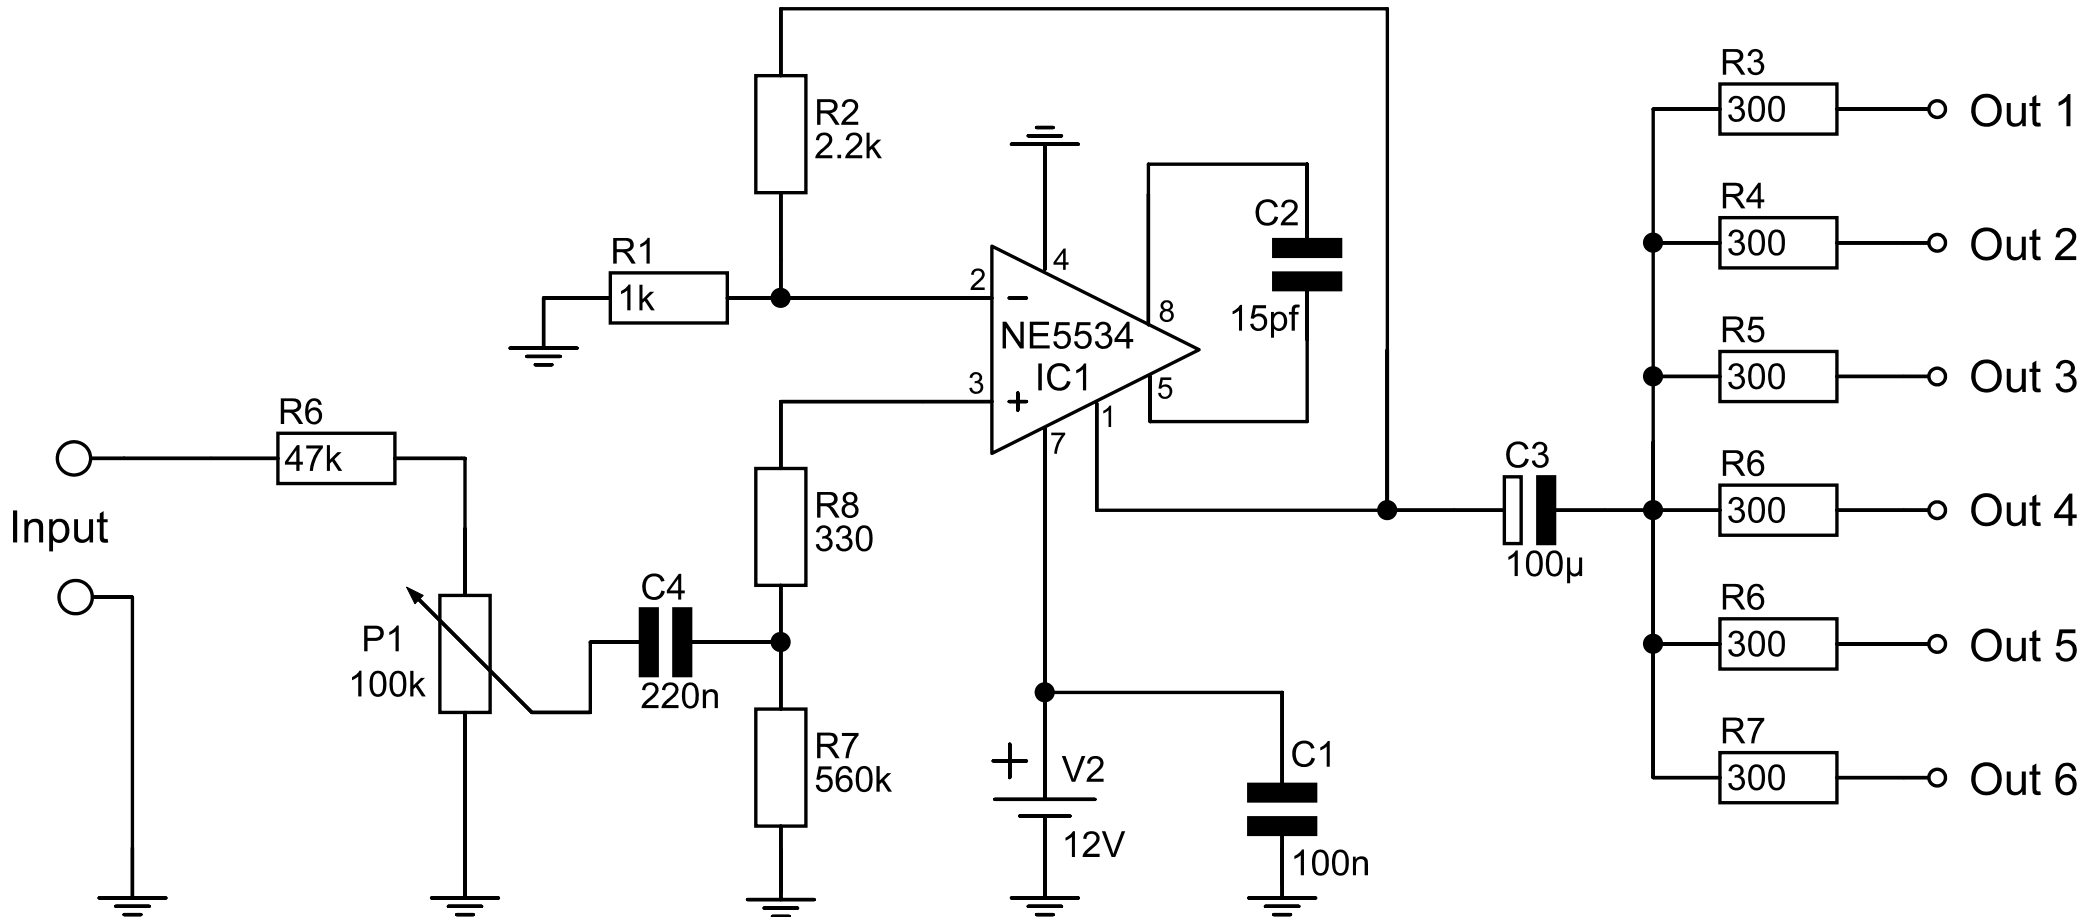 R2
2.2k
R1
1k
2
−
4
NE5534
IC1
3
+
8
5
1
7
C2
15pf
R6
47k
Input
P1
100k
C4
220n
R8
330
R7
560k
+
V2
12V
C1
100n
C3
100µ
R3
300
Out 1
R4
300
Out 2
R5
300
Out 3
R6
300
Out 4
R6
300
Out 5
R7
300
Out 6